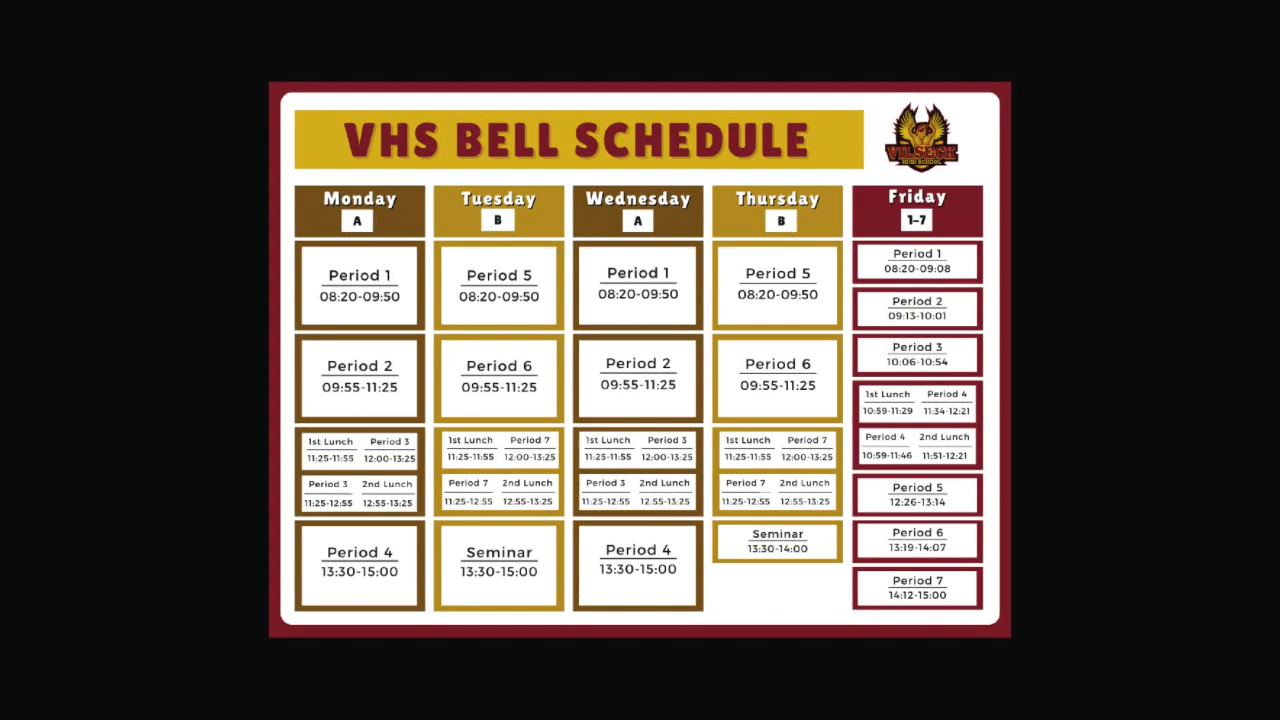 VHS BELL SCHEDULE
VILSECK
HIGH SCHOOL
Monday
A
Period 1
08:20-09:50
Period 2
09:55-11:25
1st Lunch Period 3
11:25-11:55 12:00-13:25
Period 3 2nd Lunch
11:25-12:55 12:55-13:25
Period 4
13:30-15:00
Tuesday
B
Period 5
08:20-09:50
Period 6
09:55-11:25
1st Lunch Period 7
11:25-11:55 12:00-13:25
Period 7 2nd Lunch
11:25-12:55 12:55-13:25
Seminar
13:30-15:00
Wednesday
A
Period 1
08:20-09:50
Period 2
09:55-11:25
1st Lunch Period 3
11:25-11:55 12:00-13:25
Period 3 2nd Lunch
11:25-12:55 12:55-13:25
Period 4
13:30-15:00
Thursday
B
Period 5
08:20-09:50
Period 6
09:55-11:25
1st Lunch Period 7
11:25-11:55 12:00-13:25
Period 7 2nd Lunch
11:25-12:55 12:55-13:25
Seminar
13:30-14:00
Friday
1-7
Period 1
08:20-09:08
Period 2
09:13-10:01
Period 3
10:06-10:54
1st Lunch Period 4
10:59-11:29 11:34-12:21
Period 4 2nd Lunch
10:59-11:46 11:51-12:21
Period 5
12:26-13:14
Period 6
13:19-14:07
Period 7
14:12-15:00